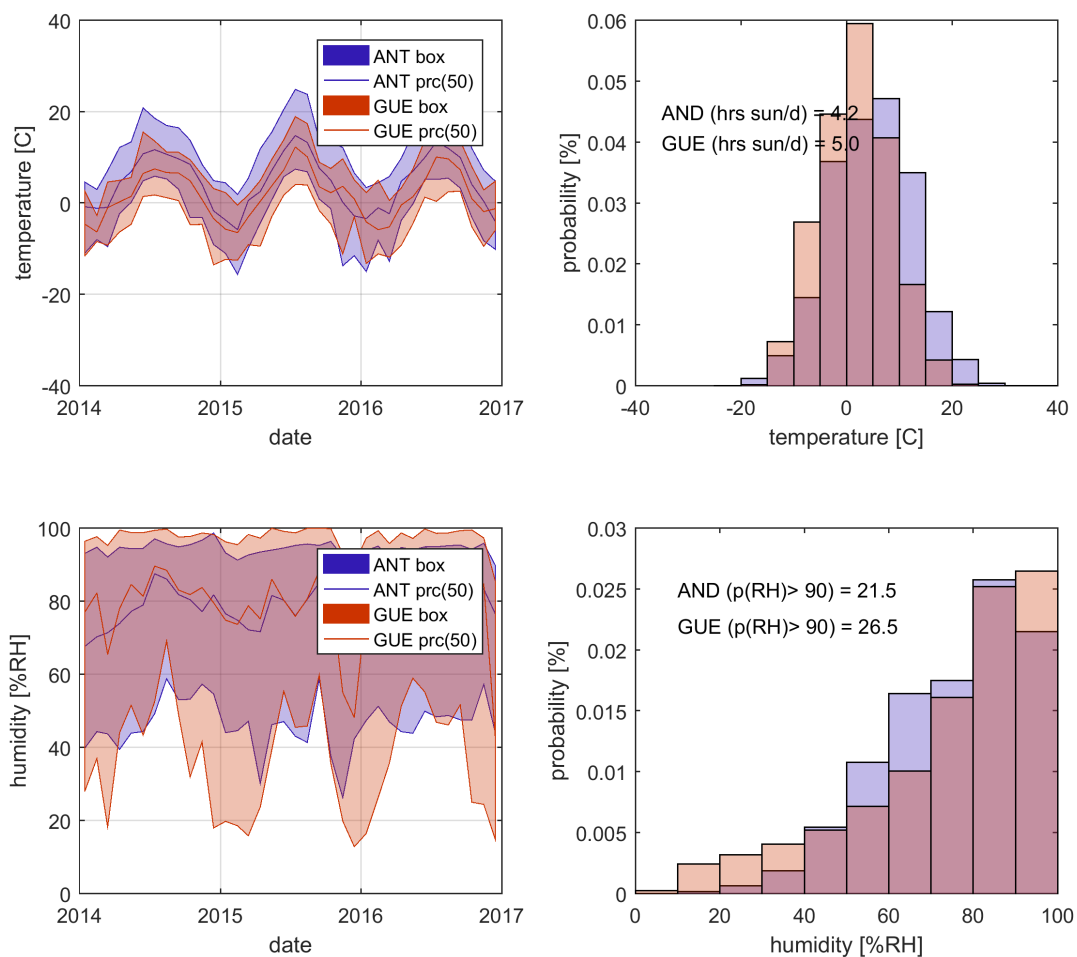 40
20
0
-20
-40
temperature [C]
2014
2015
2016
2017
date
ANT box
ANT prc(50)
GUE box
GUE prc(50)
0.06
0.05
0.04
0.03
0.02
0.01
0
probability [%]
AND (hrs sun/d) = 4.2
GUE (hrs sun/d) = 5.0
-40
-20
0
20
40
temperature [C]
100
80
60
40
20
0
humidity [%RH]
2014
2015
2016
2017
date
ANT box
ANT prc(50)
GUE box
GUE prc(50)
0.03
0.025
0.02
0.015
0.01
0.005
0
probability [%]
AND (p(RH)> 90) = 21.5
GUE (p(RH)> 90) = 26.5
0
20
40
60
80
100
humidity [%RH]